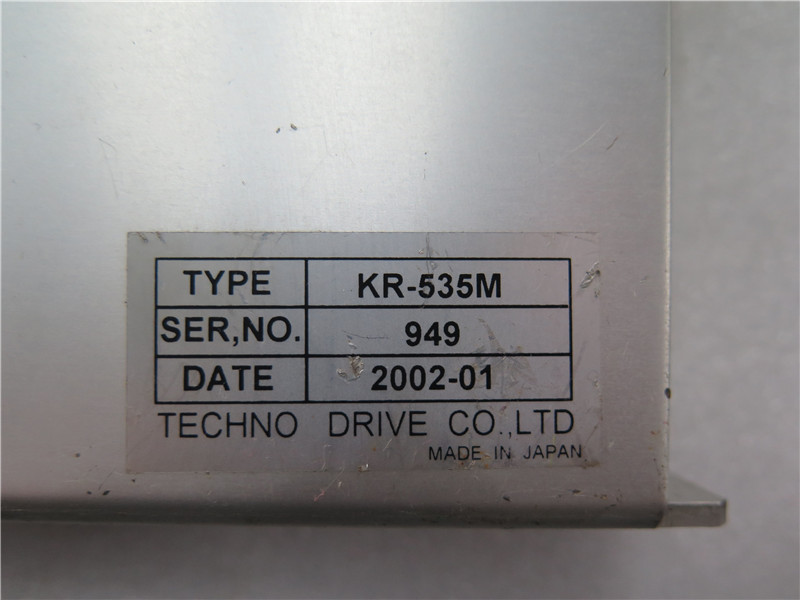 TYPE KR-535M
SER,NO. 949
DATE 2002-01
TECHNO DRIVE CO.,LTD
MADE IN JAPAN